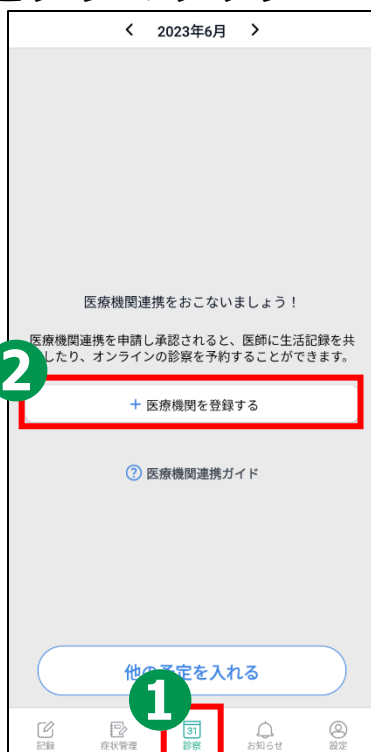 2023年6月
医療機関連携をおこないましょう!
医療機関連携を申請し承認されると、医師に生活記録を共
したり、オンラインの診察を予約することができます。
2
+ 医療機関を登録する
? 医療機関連携ガイド
他の予定を入れる
1
31
記録 症状管理 診察 お知らせ 設定